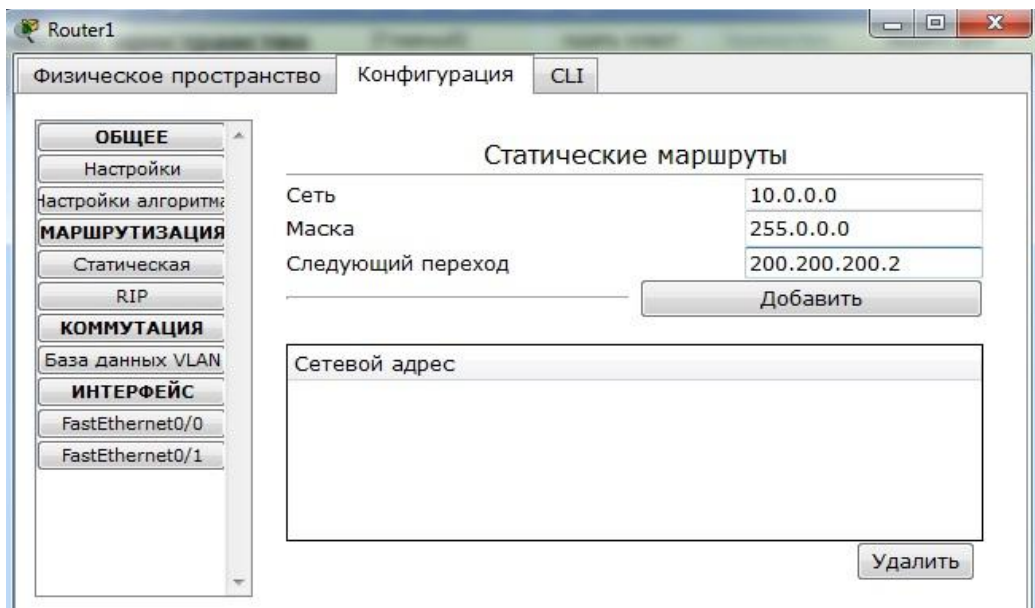 Router1
Физическое пространство
Конфигурация
CLI
ОБЩЕЕ
Настройки
Настройки алгоритма
МАРШРУТИЗАЦИЯ
Статическая
RIP
КОММУТАЦИЯ
База данных VLAN
ИНТЕРФЕЙС
FastEthernet0/0
FastEthernet0/1
Статические маршруты
Сеть 10.0.0.0
Маска 255.0.0.0
Следующий переход 200.200.200.2
Добавить
Сетевой адрес
Удалить